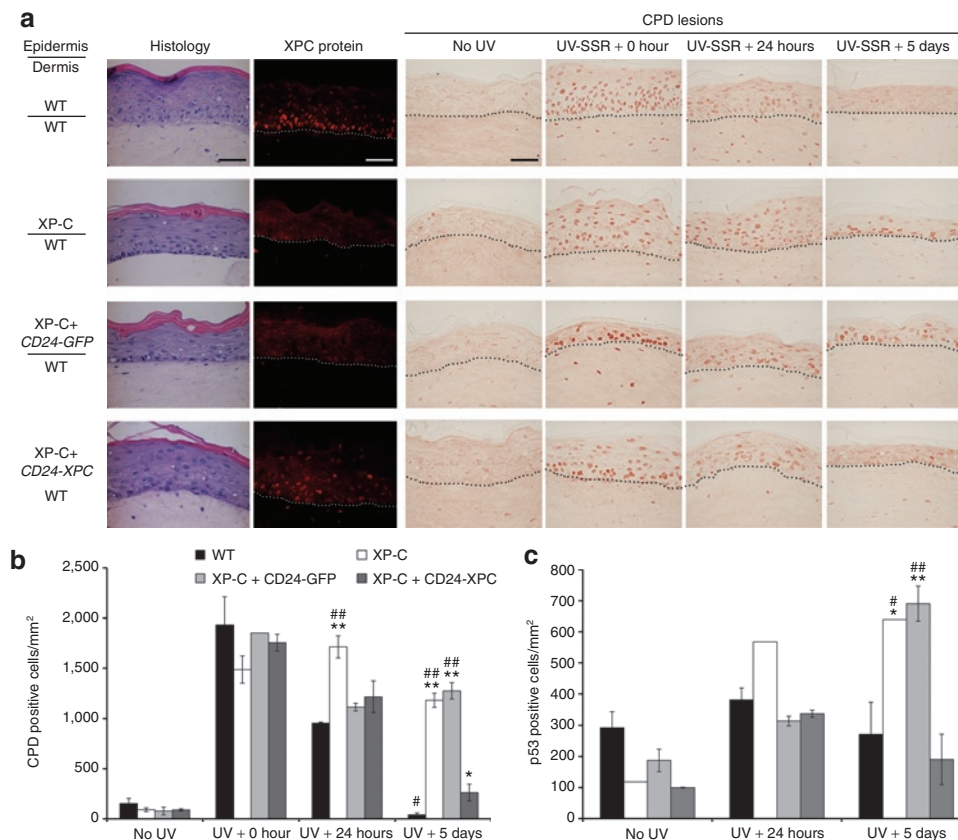 a
CPD lesions
Epidermis
Dermis
Histology
XPC protein
No UV
UV-SSR + 0 hour
UV-SSR + 24 hours
UV-SSR + 5 days
WT
WT
XP-C
WT
XP-C+
CD24-GFP
WT
XP-C+
CD24-XPC
WT
b
WT
XP-C
XP-C + CD24-GFP
XP-C + CD24-XPC
CPD positive cells/mm²
2,500
2,000
1,500
1,000
500
0
##
**
##
**
##
**
#
*
No UV
UV + 0 hour
UV + 24 hours
UV + 5 days
c
p53 positive cells/mm²
800
700
600
500
400
300
200
100
0
#
*
##
**
No UV
UV + 24 hours
UV + 5 days